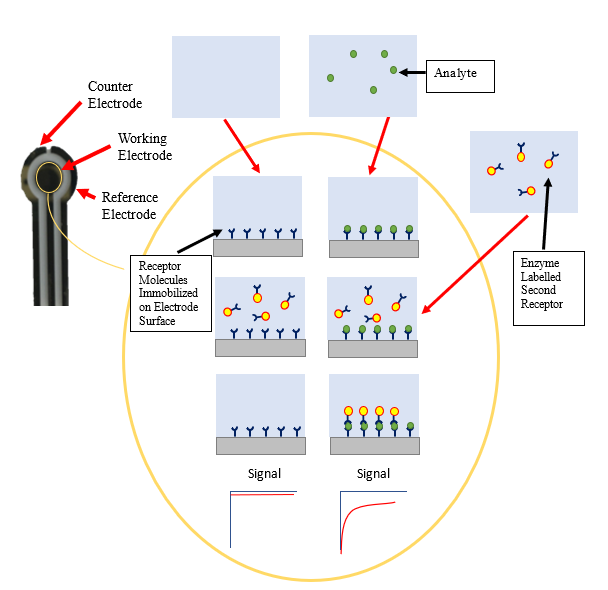 Counter
Electrode
Working
Electrode
Reference
Electrode
Analyte
Receptor
Molecules
Immobilized
on Electrode
Surface
Enzyme
Labelled
Second
Receptor
Signal
Signal